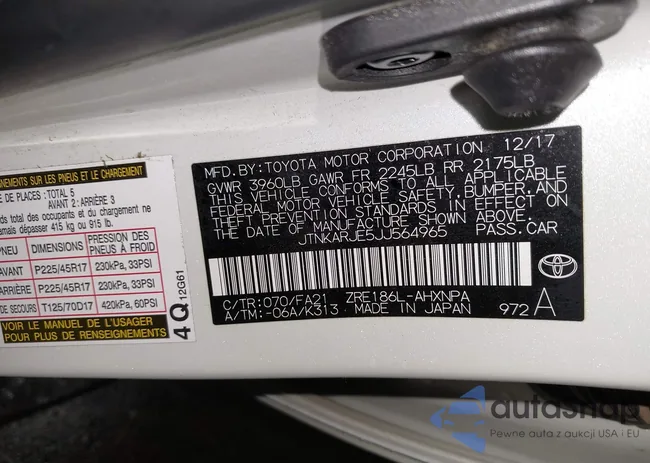 MFD.BY:TOYOTA MOTOR CORPORATION 12/17
GVWR 3960LB GAWR FR 2245LB RR 2175LB
THIS VEHICLE CONFORMS TO ALL APPLICABLE
FEDERAL MOTOR VEHICLE SAFETY,BUMPER,AND
THEFT PREVENTION STANDARDS IN EFFECT ON
THE DATE OF MANUFACTURE SHOWN ABOVE.
JTNKARJE5JJ564965 PASS.CAR
C/TR:070/FA21 ZRE186L-AHXNPA
A/TM:-06A/K313 MADE IN JAPAN 972 A
SUR LES PNEUS ET LE CHARGEMENT
DE PLACES: TOTAL 5
AVANT 2: ARRIÈRE 3
total des occupants et du chargement ne
jamais dépasser 415 kg ou 915 lb.
PNEU DIMENSION PRESSION DES PNEUS À FROID
AVANT P225/45R17 230kPa, 33PSI
ARRIÈRE P225/45R17 230kPa, 33PSI
DE SECOURS T125/70D17 420kPa, 60PSI
VOIR LE MANUEL DE L'USAGER
POUR PLUS DE RENSEIGNEMENTS
4Q 12G61
autasnap
Pewne auta z aukcji USA i EU